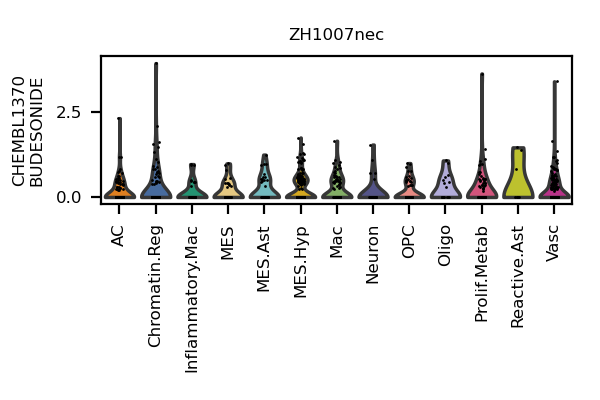 ZH1007nec
CHEMBL1370
BUDESONIDE
2.5
0.0
AC
Chromatin.Reg
Inflammatory.Mac
MES
MES.Ast
MES.Hyp
Mac
Neuron
OPC
Oligo
Prolif.Metab
Reactive.Ast
Vasc